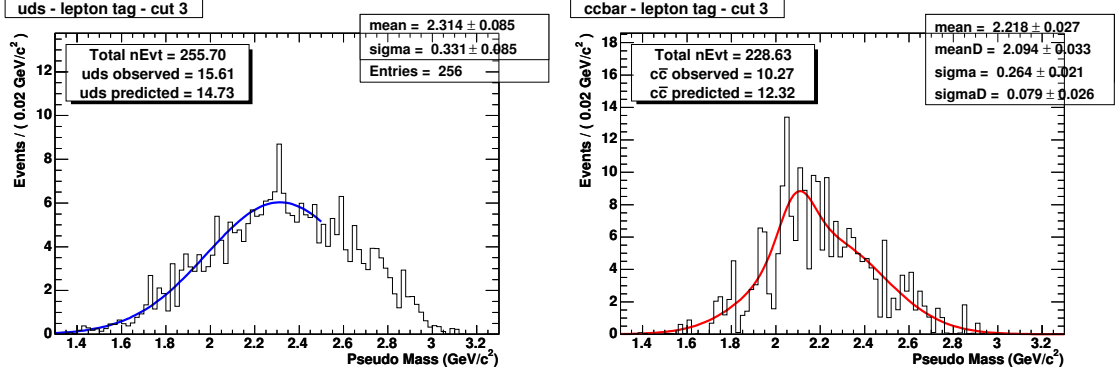 uds - lepton tag - cut 3
mean = 2.314 ± 0.085
sigma = 0.331 ± 0.085
Entries = 256
Total nEvt = 255.70
uds observed = 15.61
uds predicted = 14.73
Events / ( 0.02 GeV/c² )
12
10
8
6
4
2
0
1.4 1.6 1.8 2 2.2 2.4 2.6 2.8 3 3.2
Pseudo Mass (GeV/c²)
ccbar - lepton tag - cut 3
mean = 2.218 ± 0.027
meanD = 2.094 ± 0.033
sigma = 0.264 ± 0.021
sigmaD = 0.079 ± 0.026
Total nEvt = 228.63
cc̅ observed = 10.27
cc̅ predicted = 12.32
Events / ( 0.02 GeV/c² )
18
16
14
12
10
8
6
4
2
0
1.4 1.6 1.8 2 2.2 2.4 2.6 2.8 3 3.2
Pseudo Mass (GeV/c²)